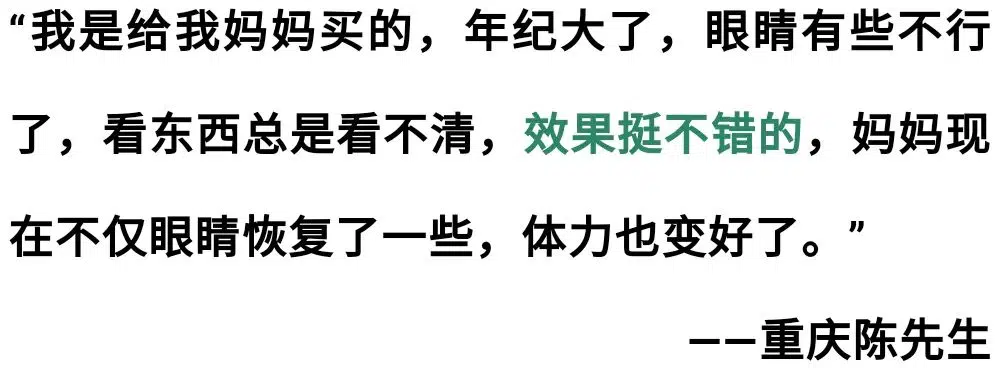 “我是给我妈妈买的，年纪大了，眼睛有些不行
了，看东西总是看不清，效果挺不错的，妈妈现
在不仅眼睛恢复了一些，体力也变好了。”
——重庆陈先生